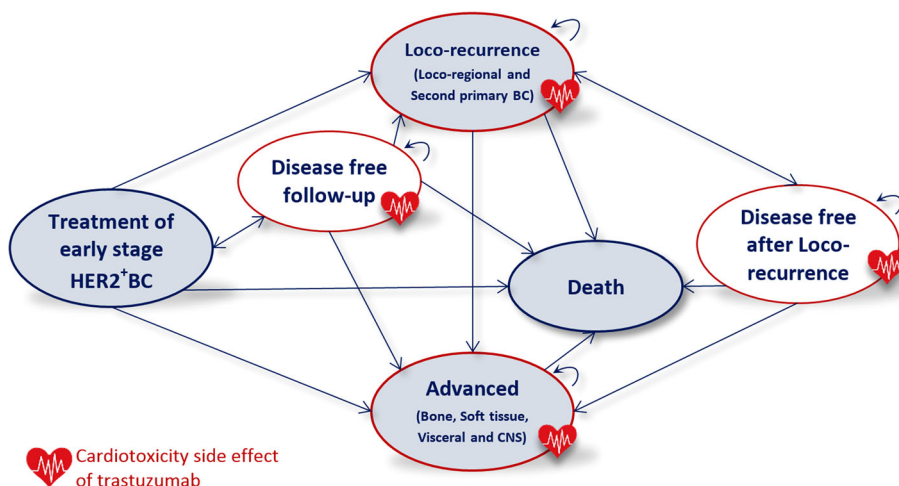 Loco-recurrence
(Loco-regional and
Second primary BC)
Disease free
follow-up
Treatment of
early stage
HER2⁺BC
Disease free
after Loco-
recurrence
Death
Advanced
(Bone, Soft tissue,
Visceral and CNS)
Cardiotoxicity side effect
of trastuzumab